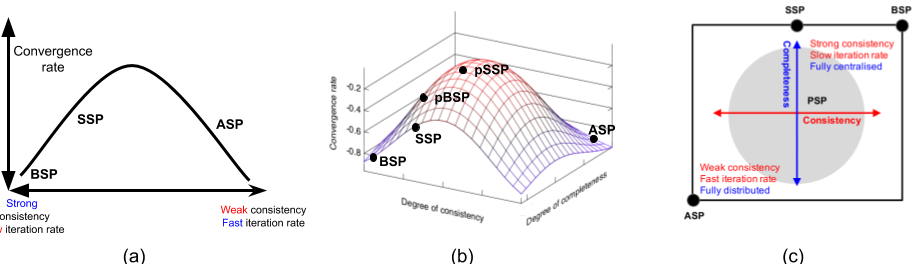 Convergence
rate
SSP
ASP
BSP
Strong
onsistency
iteration rate
Weak consistency
Fast iteration rate
(a)
Convergence rate
-0.2
-0.4
-0.6
-0.8
pSSP
pBSP
SSP
BSP
ASP
Degree of consistency
Degree of completeness
(b)
SSP
BSP
Strong consistency
Slow iteration rate
Fully centralised
Completeness
PSP
Consistency
Weak consistency
Fast iteration rate
Fully distributed
ASP
(c)